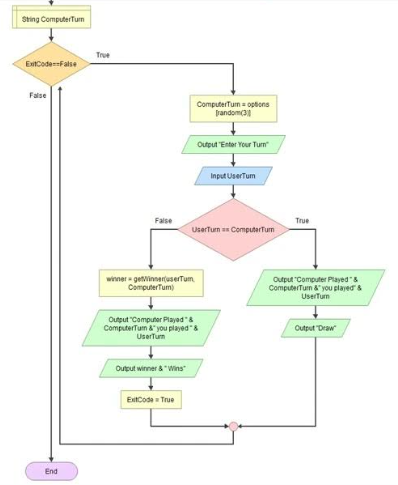 String ComputerTurn
ExitCode==False
True
False
ComputerTurn = options
[random(3)]
Output "Enter Your Turn"
Input UserTurn
UserTurn == ComputerTurn
False
True
winner = getWinner(userTurn,
ComputerTurn)
Output "Computer Played " &
ComputerTurn &" you played " &
UserTurn
Output winner & " Wins"
ExitCode = True
Output "Computer Played " &
ComputerTurn &" you played" &
UserTurn
Output "Draw"
End